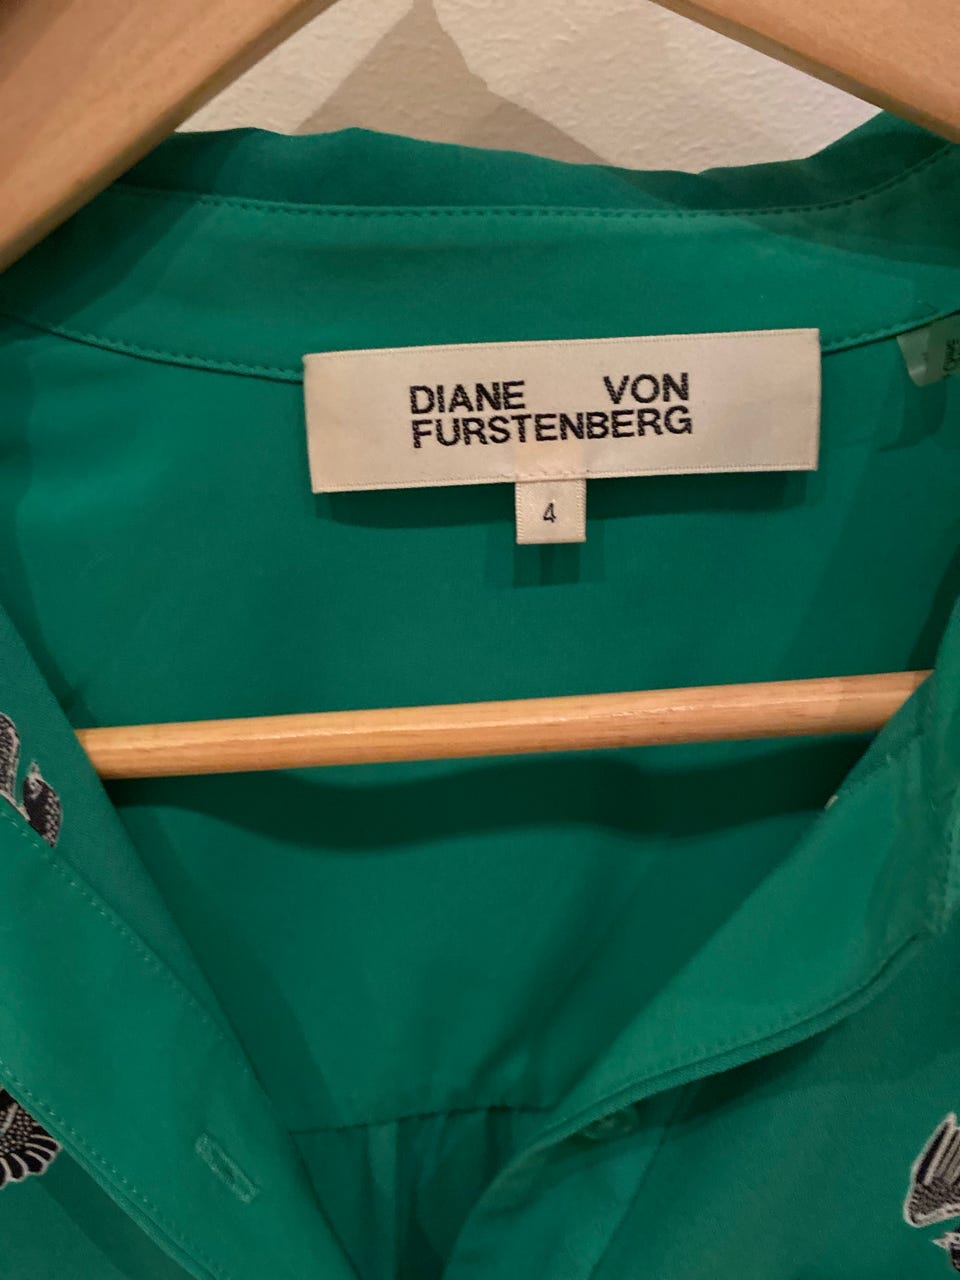 DIANE VON
FURSTENBERG
4